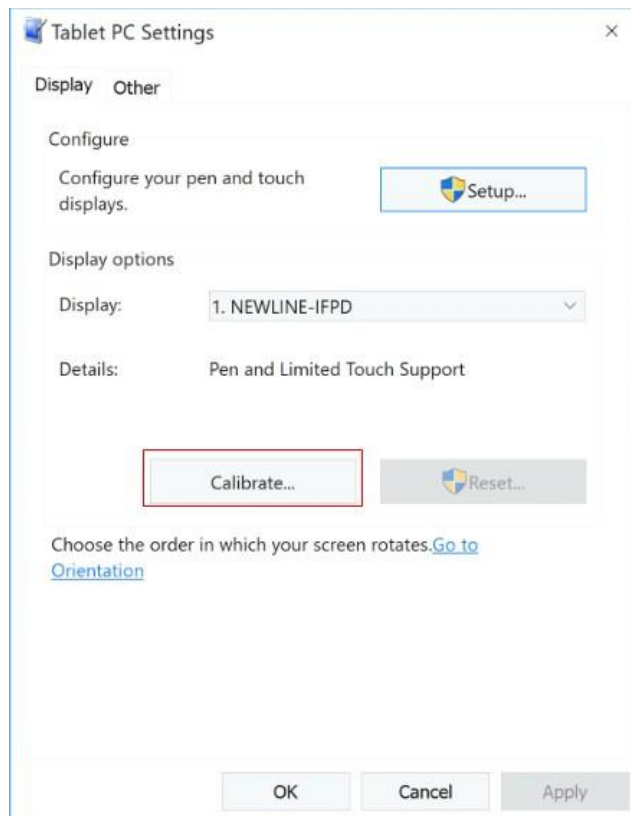 Tablet PC Settings
Display Other
Configure
Configure your pen and touch
displays.
Setup...
Display options
Display: 1. NEWLINE-IFPD
Details: Pen and Limited Touch Support
Calibrate... Reset...
Choose the order in which your screen rotates.Go to
Orientation
OK Cancel Apply